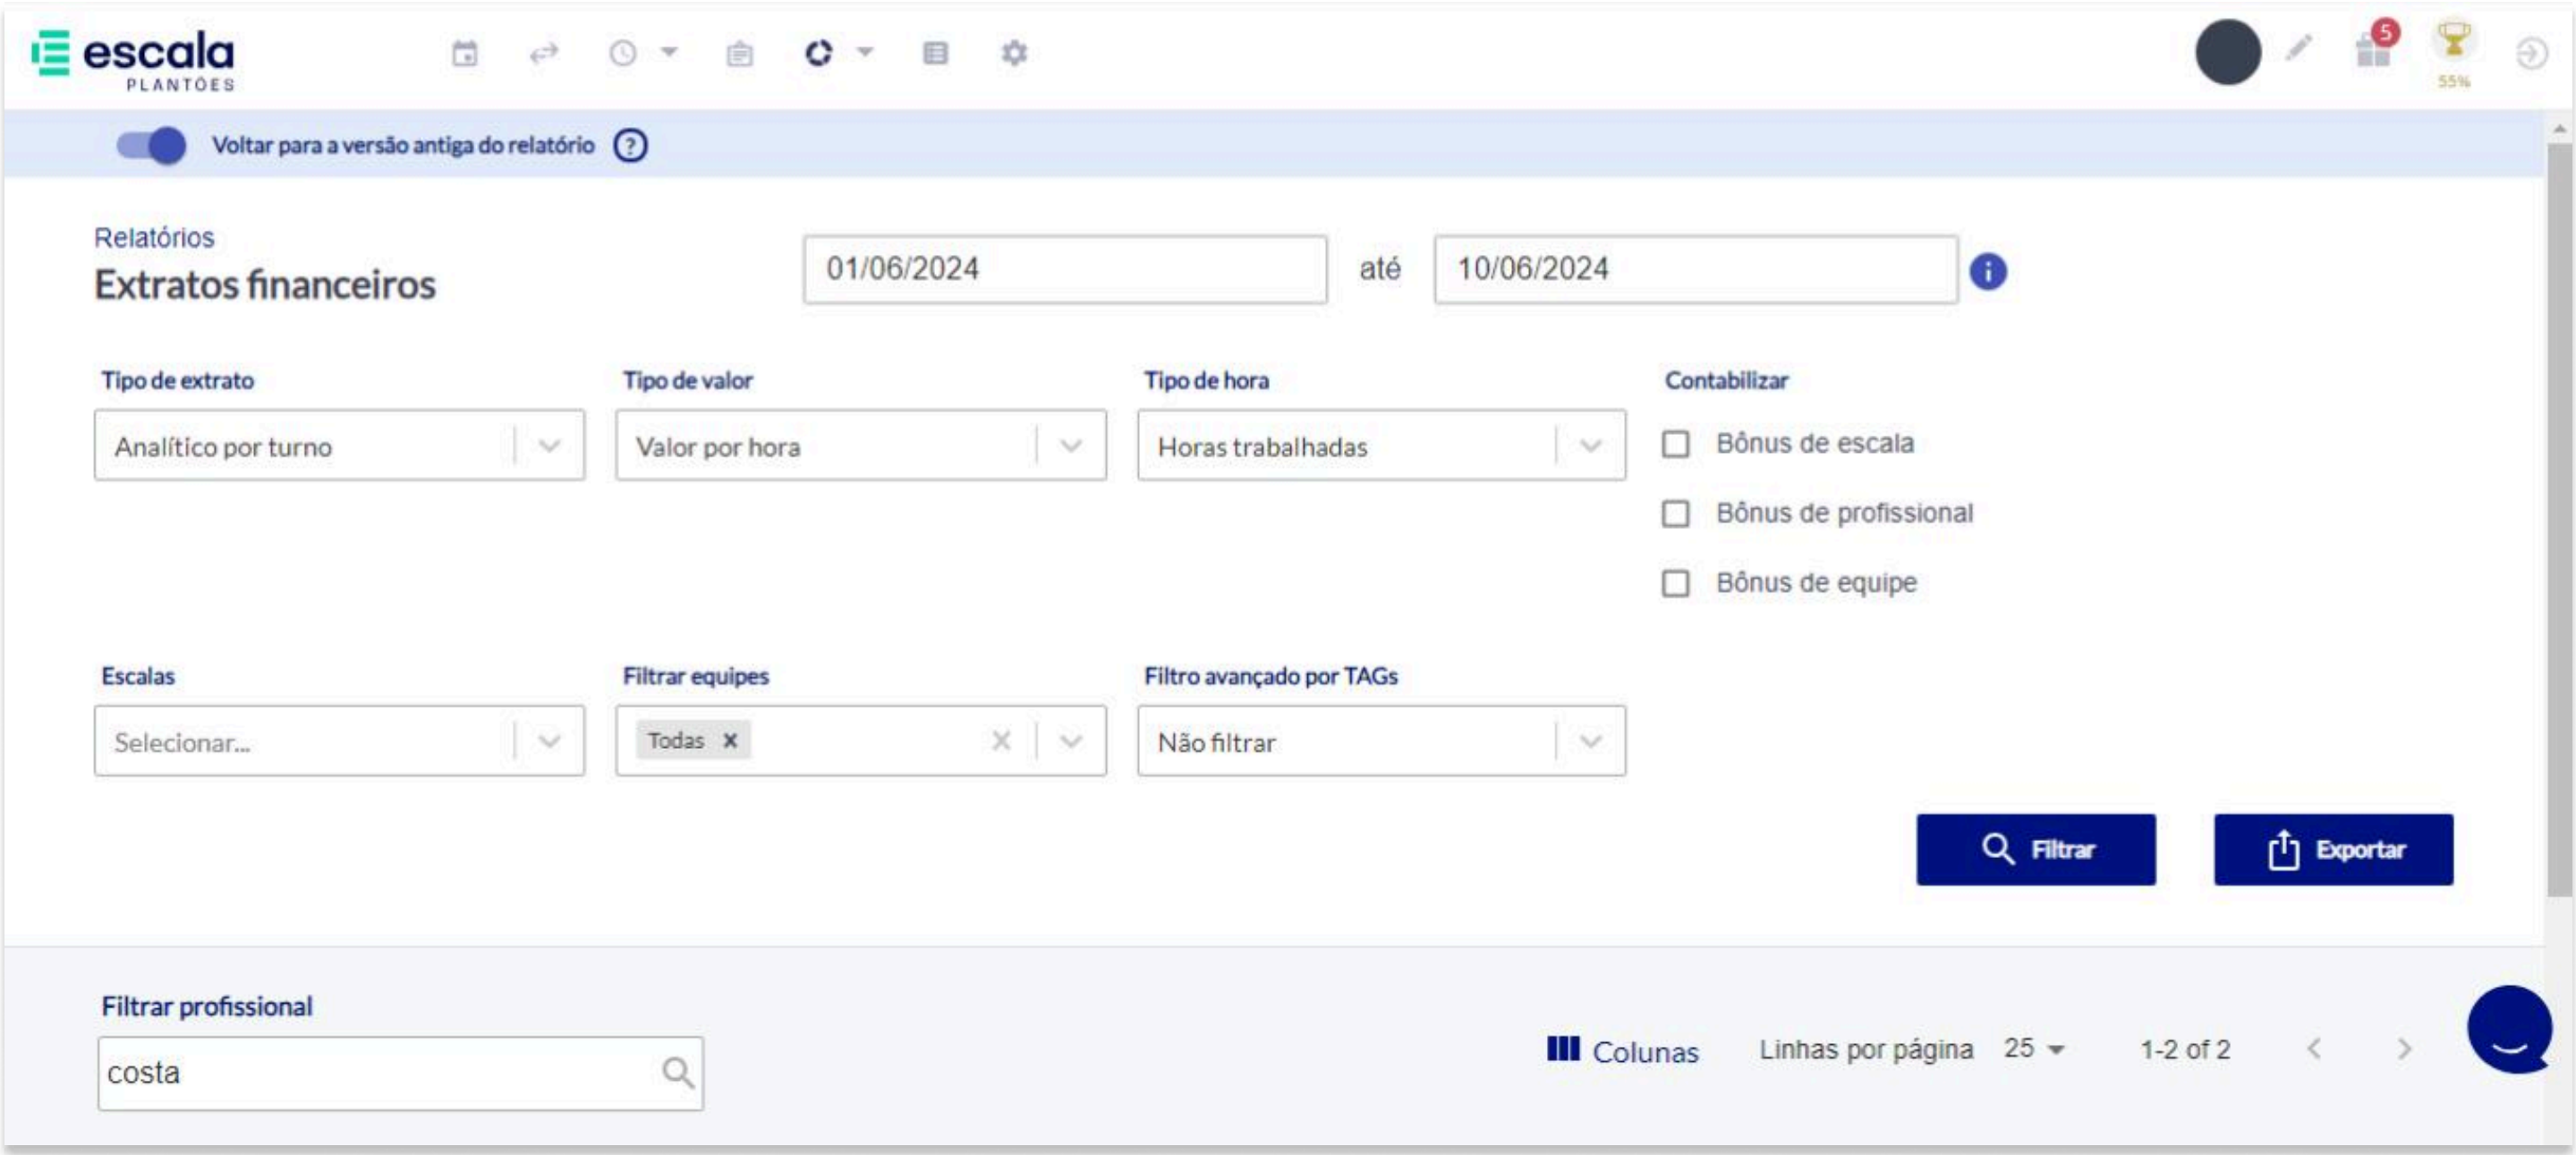 escala
PLANTÕES
5
55%
Voltar para a versão antiga do relatório ?
Relatórios
Extratos financeiros
01/06/2024 até 10/06/2024 i
Tipo de extrato
Analítico por turno
Tipo de valor
Valor por hora
Tipo de hora
Horas trabalhadas
Contabilizar
Bônus de escala
Bônus de profissional
Bônus de equipe
Escalas
Selecionar...
Filtrar equipes
Todas x
Filtro avançado por TAGs
Não filtrar
Filtrar
Exportar
Filtrar profissional
costa
Colunas
Linhas por página 25
1-2 of 2